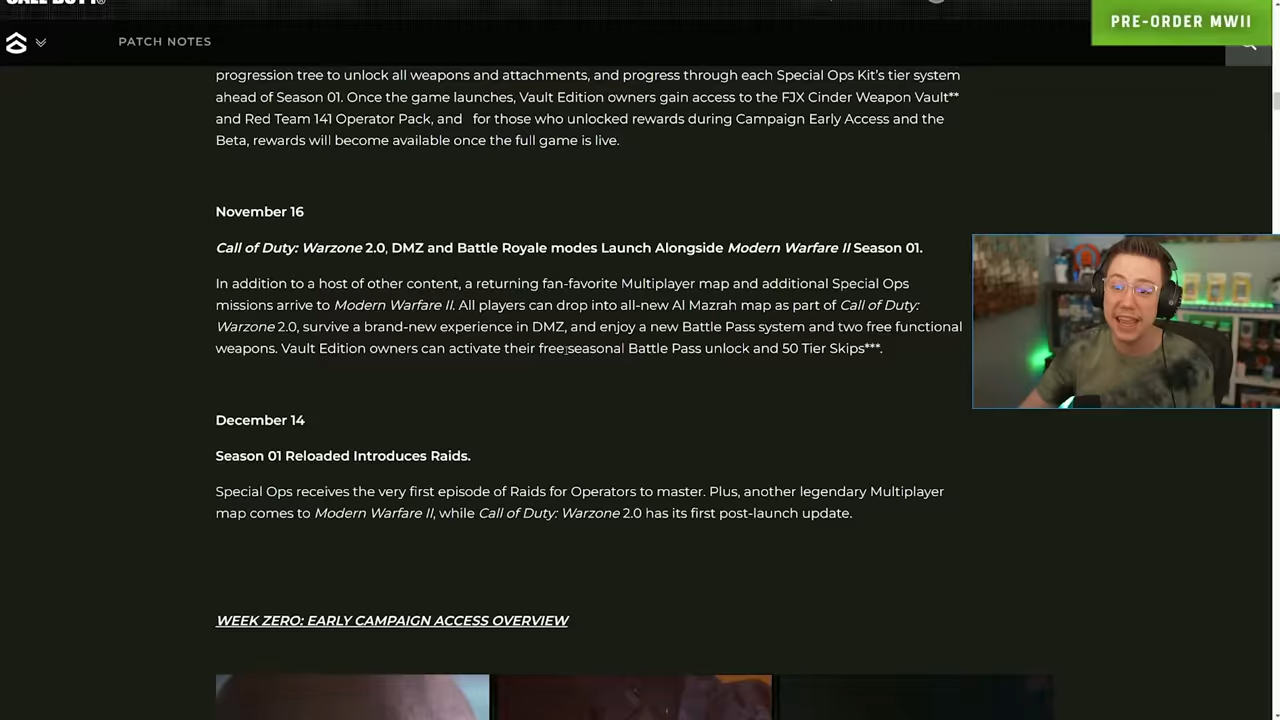 CALL OF DUTY®
PRE-ORDER MWII
PATCH NOTES
progression tree to unlock all weapons and attachments, and progress through each Special Ops Kit's tier system
ahead of Season 01. Once the game launches, Vault Edition owners gain access to the FJX Cinder Weapon Vault**
and Red Team 141 Operator Pack, and for those who unlocked rewards during Campaign Early Access and the
Beta, rewards will become available once the full game is live.
November 16
Call of Duty: Warzone 2.0, DMZ and Battle Royale modes Launch Alongside Modern Warfare II Season 01.
In addition to a host of other content, a returning fan-favorite Multiplayer map and additional Special Ops
missions arrive to Modern Warfare II. All players can drop into all-new Al Mazrah map as part of Call of Duty:
Warzone 2.0, survive a brand-new experience in DMZ, and enjoy a new Battle Pass system and two free functional
weapons. Vault Edition owners can activate their free seasonal Battle Pass unlock and 50 Tier Skips***.
December 14
Season 01 Reloaded Introduces Raids.
Special Ops receives the very first episode of Raids for Operators to master. Plus, another legendary Multiplayer
map comes to Modern Warfare II, while Call of Duty: Warzone 2.0 has its first post-launch update.
WEEK ZERO: EARLY CAMPAIGN ACCESS OVERVIEW